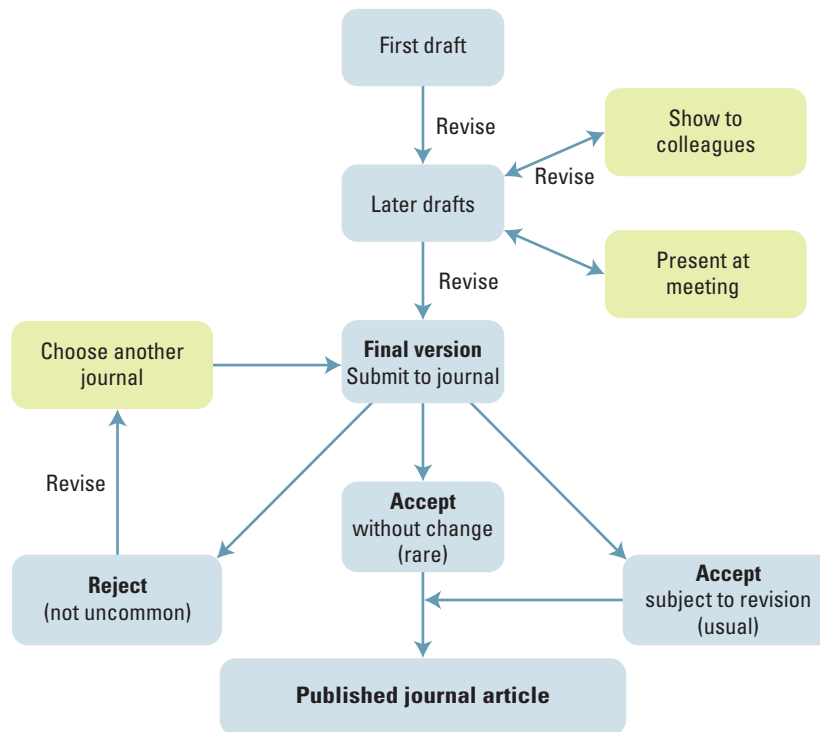 First draft
Revise
Show to
colleagues
Revise
Later drafts
Present at
meeting
Revise
Choose another
journal
Final version
Submit to journal
Revise
Accept
without change
(rare)
Reject
(not uncommon)
Accept
subject to revision
(usual)
Published journal article